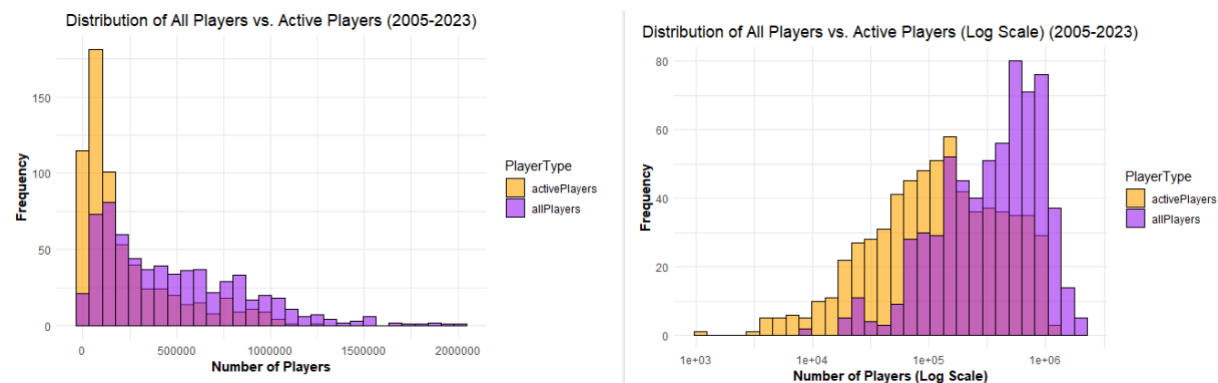 Distribution of All Players vs. Active Players (2005-2023)
150
100
50
0
Frequency
0 500000 1000000 1500000 2000000
Number of Players
PlayerType
activePlayers
allPlayers
Distribution of All Players vs. Active Players (Log Scale) (2005-2023)
80
60
40
20
0
Frequency
1e+03 1e+04 1e+05 1e+06
Number of Players (Log Scale)
PlayerType
activePlayers
allPlayers